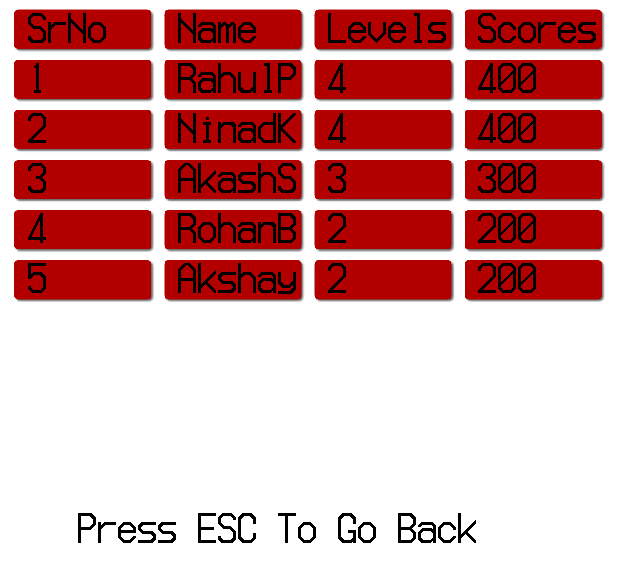 SrNo Name Levels Scores
1 RahulP 4 400
2 NinadK 4 400
3 AkashS 3 300
4 RohanB 2 200
5 Akshay 2 200
Press ESC To Go Back